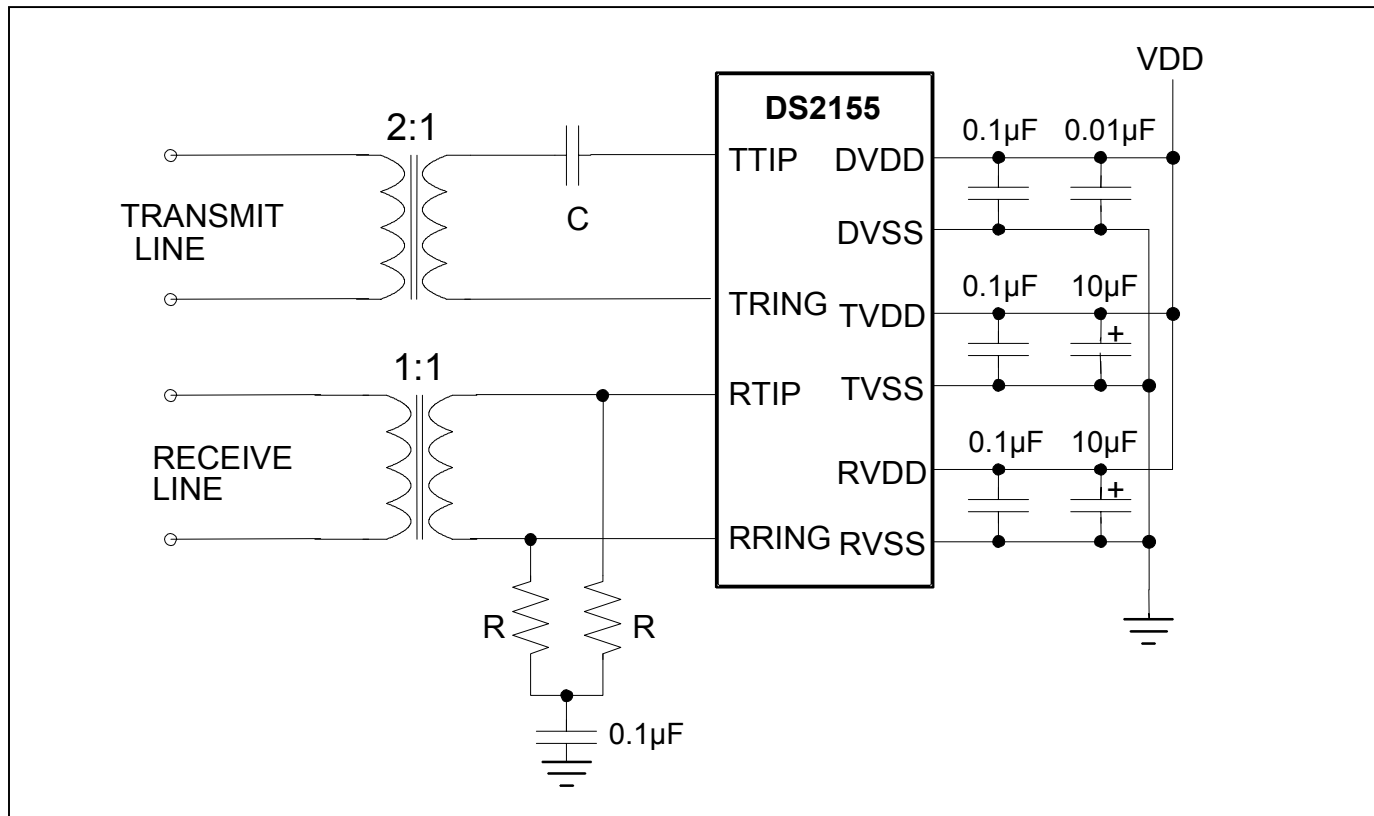 VDD
DS2155
2:1
0.1µF 0.01µF
TTIP DVDD
TRANSMIT
LINE
C
DVSS
0.1µF 10µF
TRING TVDD
+
1:1
RTIP TVSS
0.1µF 10µF
RECEIVE
LINE
RVDD
+
RRING RVSS
R R
0.1µF